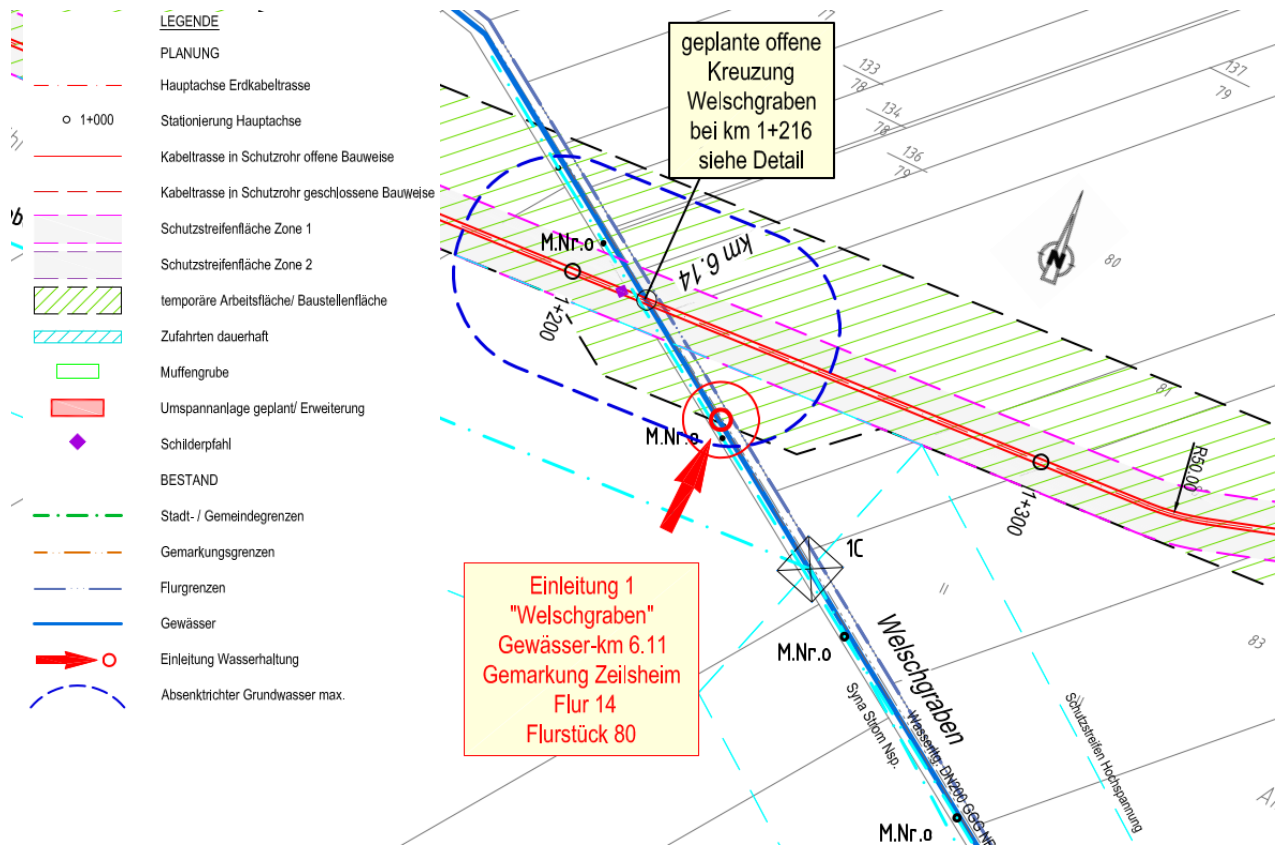 LEGENDE
PLANUNG
Hauptachse Erdkabeltrasse
1+000 Stationierung Hauptachse
Kabeltrasse in Schutzrohr offene Bauweise
Kabeltrasse in Schutzrohr geschlossene Bauweise
Schutzstreifenfläche Zone 1
Schutzstreifenfläche Zone 2
temporäre Arbeitsfläche/ Baustellenfläche
Zufahrten dauerhaft
Muffengrube
Umspannanlage geplant/ Erweiterung
Schilderpfahl
BESTAND
Stadt- / Gemeindegrenzen
Gemarkungsgrenzen
Flurgrenzen
Gewässer
Einleitung Wasserhaltung
Absenktrichter Grundwasser max.
geplante offene
Kreuzung
Welschgraben
bei km 1+216
siehe Detail
77
133
78
134
78
136
79
137
79
N
80
M.Nr.o
km 6.14
1+200
81
M.Nr.o
R50.00
1+300
1C
Einleitung 1
"Welschgraben"
Gewässer-km 6.11
Gemarkung Zeilsheim
Flur 14
Flurstück 80
83
M.Nr.o
Welschgraben
Syna Strom Nsp.
Wasserltg. DN200 GGG
Schutzstreifen Hochspannung
M.Nr.o